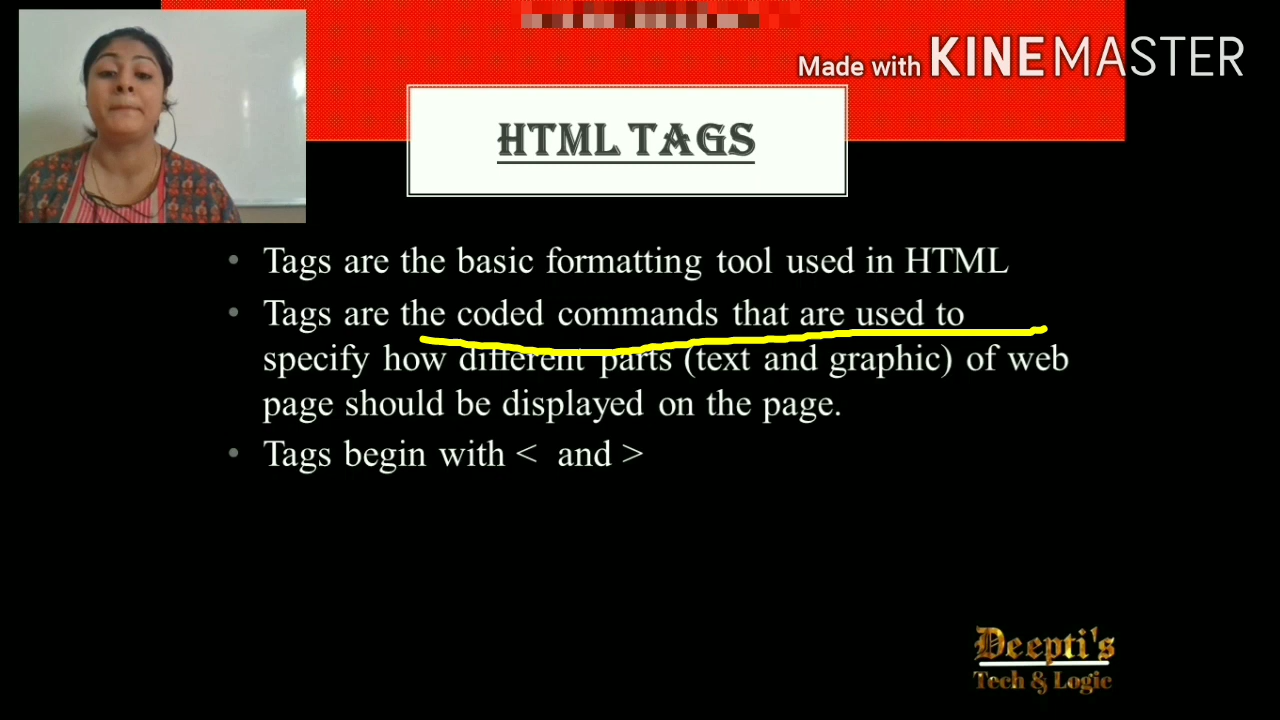 Made with KINEMASTER
HTML TAGS
• Tags are the basic formatting tool used in HTML
• Tags are the coded commands that are used to
specify how different parts (text and graphic) of web
page should be displayed on the page.
• Tags begin with < and >
Deepti's
Tech & Logic